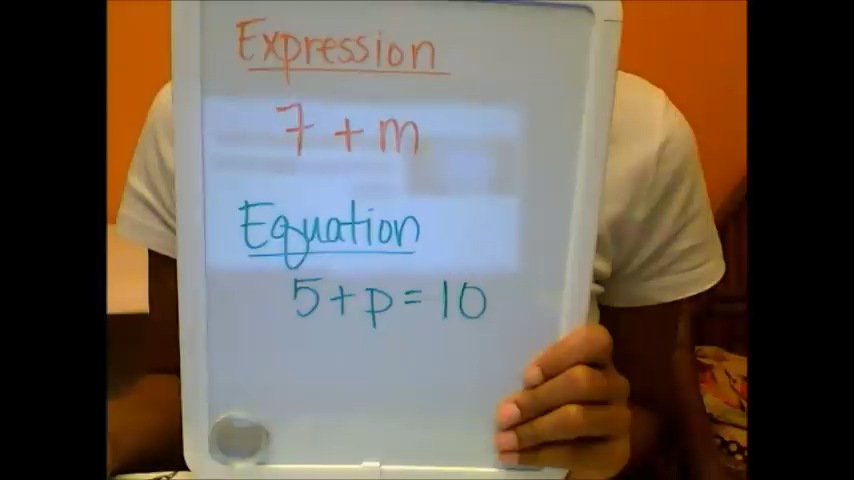 Expression
7 + m
Equation
5 + p = 10